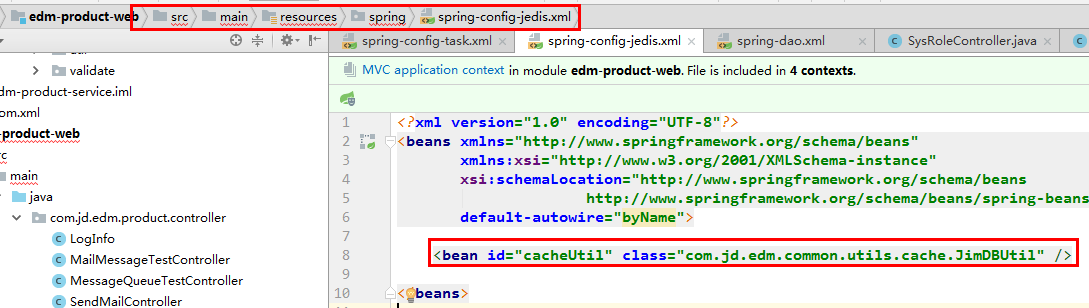 edm-product-web src main resources spring spring-config-jedis.xml
spring-config-task.xml spring-config-jedis.xml spring-dao.xml SysRoleController.java
validate
dm-product-service.iml
om.xml
-product-web
rc
main
java
com.jd.edm.product.controller
LogInfo
MailMessageTestController
MessageQueueTestController
SendMailController
MVC application context in module edm-product-web. File is included in 4 contexts.
1 <?xml version="1.0" encoding="UTF-8"?>
2 <beans xmlns="http://www.springframework.org/schema/beans"
3 xmlns:xsi="http://www.w3.org/2001/XMLSchema-instance"
4 xsi:schemaLocation="http://www.springframework.org/schema/beans
5 http://www.springframework.org/schema/beans/spring-beans
6 default-autowire="byName">
7
8 <bean id="cacheUtil" class="com.jd.edm.common.utils.cache.JimDBUtil" />
9
10 <beans>